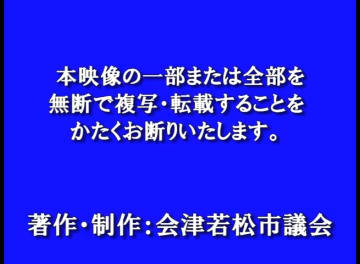 本映像の一部または全部を
無断で複写・転載することを
かたくお断りいたします。
著作・制作：会津若松市議会